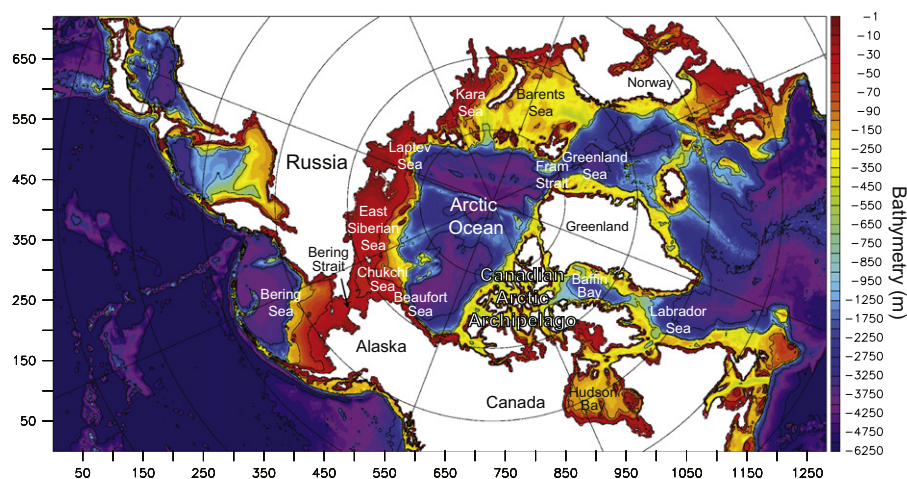 650
550
450
350
250
150
50
50
150
250
350
450
550
650
750
850
950
1050
1150
1250
Russia
Kara
Sea
Barents
Sea
Norway
Laptev
Sea
Fram
Strait
Greenland
Sea
East
Siberian
Sea
Arctic
Ocean
Greenland
Bering
Strait
Chukchi
Sea
Beaufort
Sea
Canadian
Arctic
Archipelago
Baffin
Bay
Bering
Sea
Labrador
Sea
Alaska
Canada
Hudson
Bay
-1
-10
-30
-50
-70
-90
-150
-250
-450
-550
-650
-750
-950
-1250
-1750
-2250
-2750
-3250
-3750
-4250
-4750
-6250
Bathymetry (m)